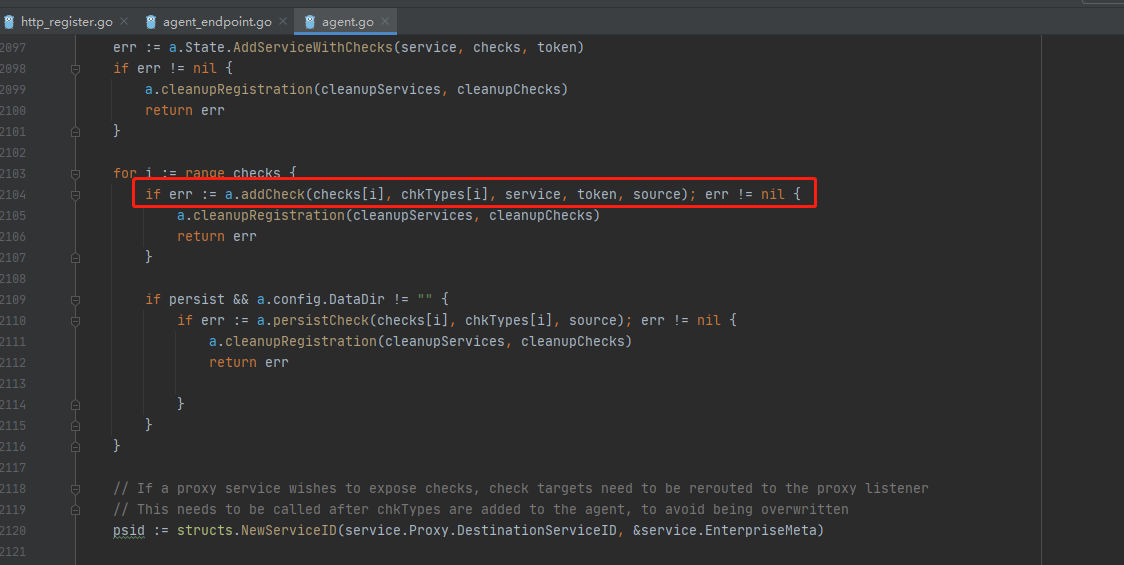 http_register.go × agent_endpoint.go × agent.go ×
2097 err := a.State.AddServiceWithChecks(service, checks, token)
2098 if err != nil {
2099 a.cleanupRegistration(cleanupServices, cleanupChecks)
2100 return err
2101 }
2102
2103 for i := range checks {
2104 if err := a.addCheck(checks[i], chkTypes[i], service, token, source); err != nil {
2105 a.cleanupRegistration(cleanupServices, cleanupChecks)
2106 return err
2107 }
2108
2109 if persist && a.config.DataDir != "" {
2110 if err := a.persistCheck(checks[i], chkTypes[i], source); err != nil {
2111 a.cleanupRegistration(cleanupServices, cleanupChecks)
2112 return err
2113
2114 }
2115 }
2116 }
2117
2118 // If a proxy service wishes to expose checks, check targets need to be rerouted to the proxy listener
2119 // This needs to be called after chkTypes are added to the agent, to avoid being overwritten
2120 psid := structs.NewServiceID(service.Proxy.DestinationServiceID, &service.EnterpriseMeta)
2121